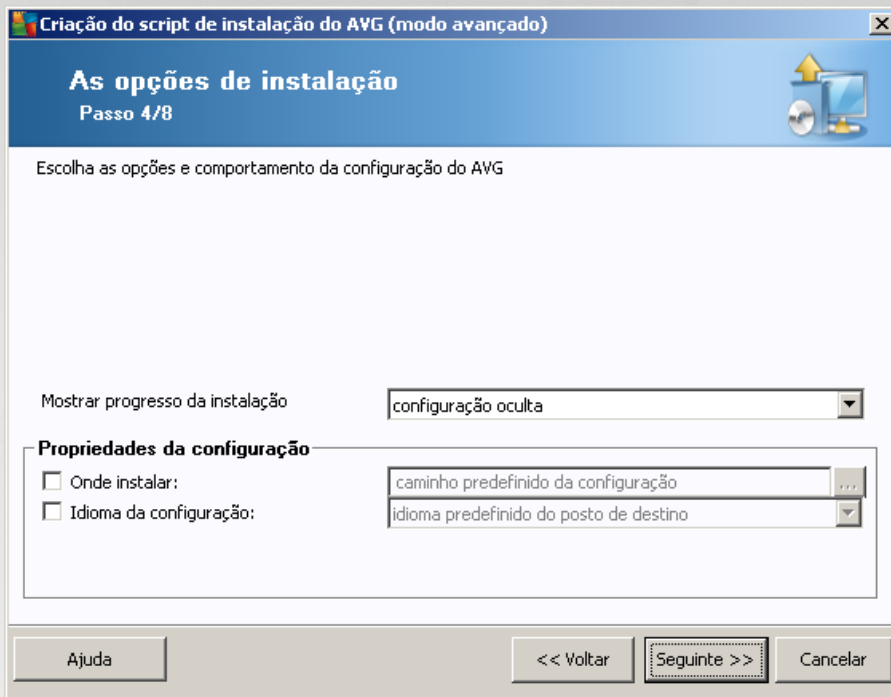 Criação do script de instalação do AVG (modo avançado)
As opções de instalação
Passo 4/8
Escolha as opções e comportamento da configuração do AVG
Mostrar progresso da instalação
configuração oculta
Propriedades da configuração
Onde instalar:
caminho predefinido da configuração
...
Idioma da configuração:
idioma predefinido do posto de destino
Ajuda
<< Voltar
Seguinte >>
Cancelar